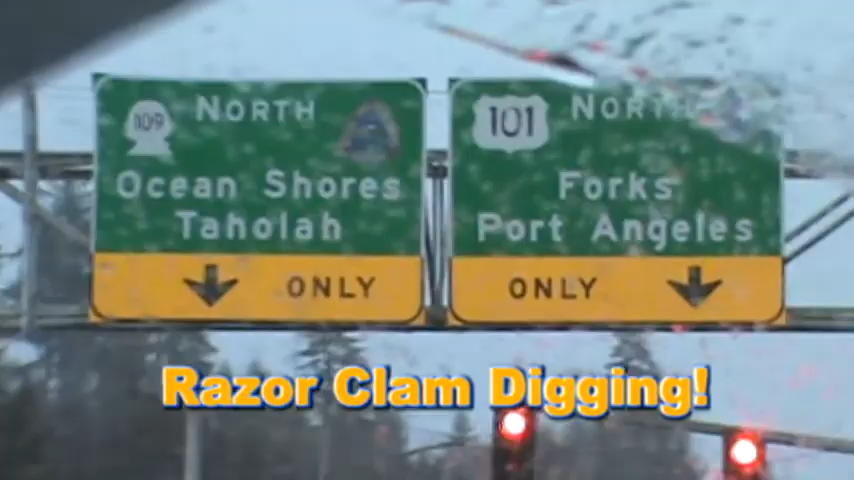 109 NORTH
Ocean Shores
Taholah
ONLY
101 NORTH
Forks
Port Angeles
ONLY
Razor Clam Digging!